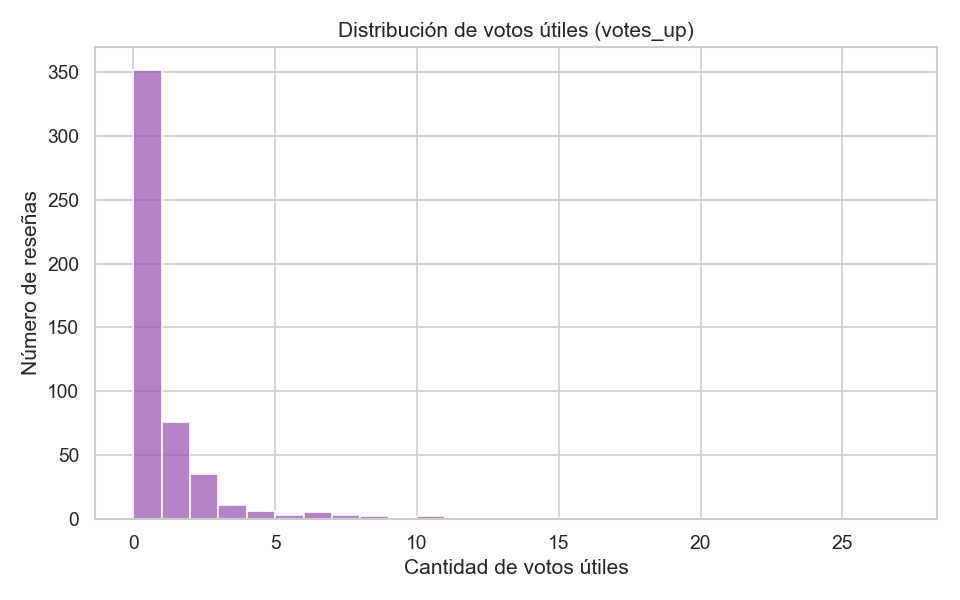 Distribución de votos útiles (votes_up)
350
300
250
200
150
100
50
0
Número de reseñas
0 5 10 15 20 25
Cantidad de votos útiles